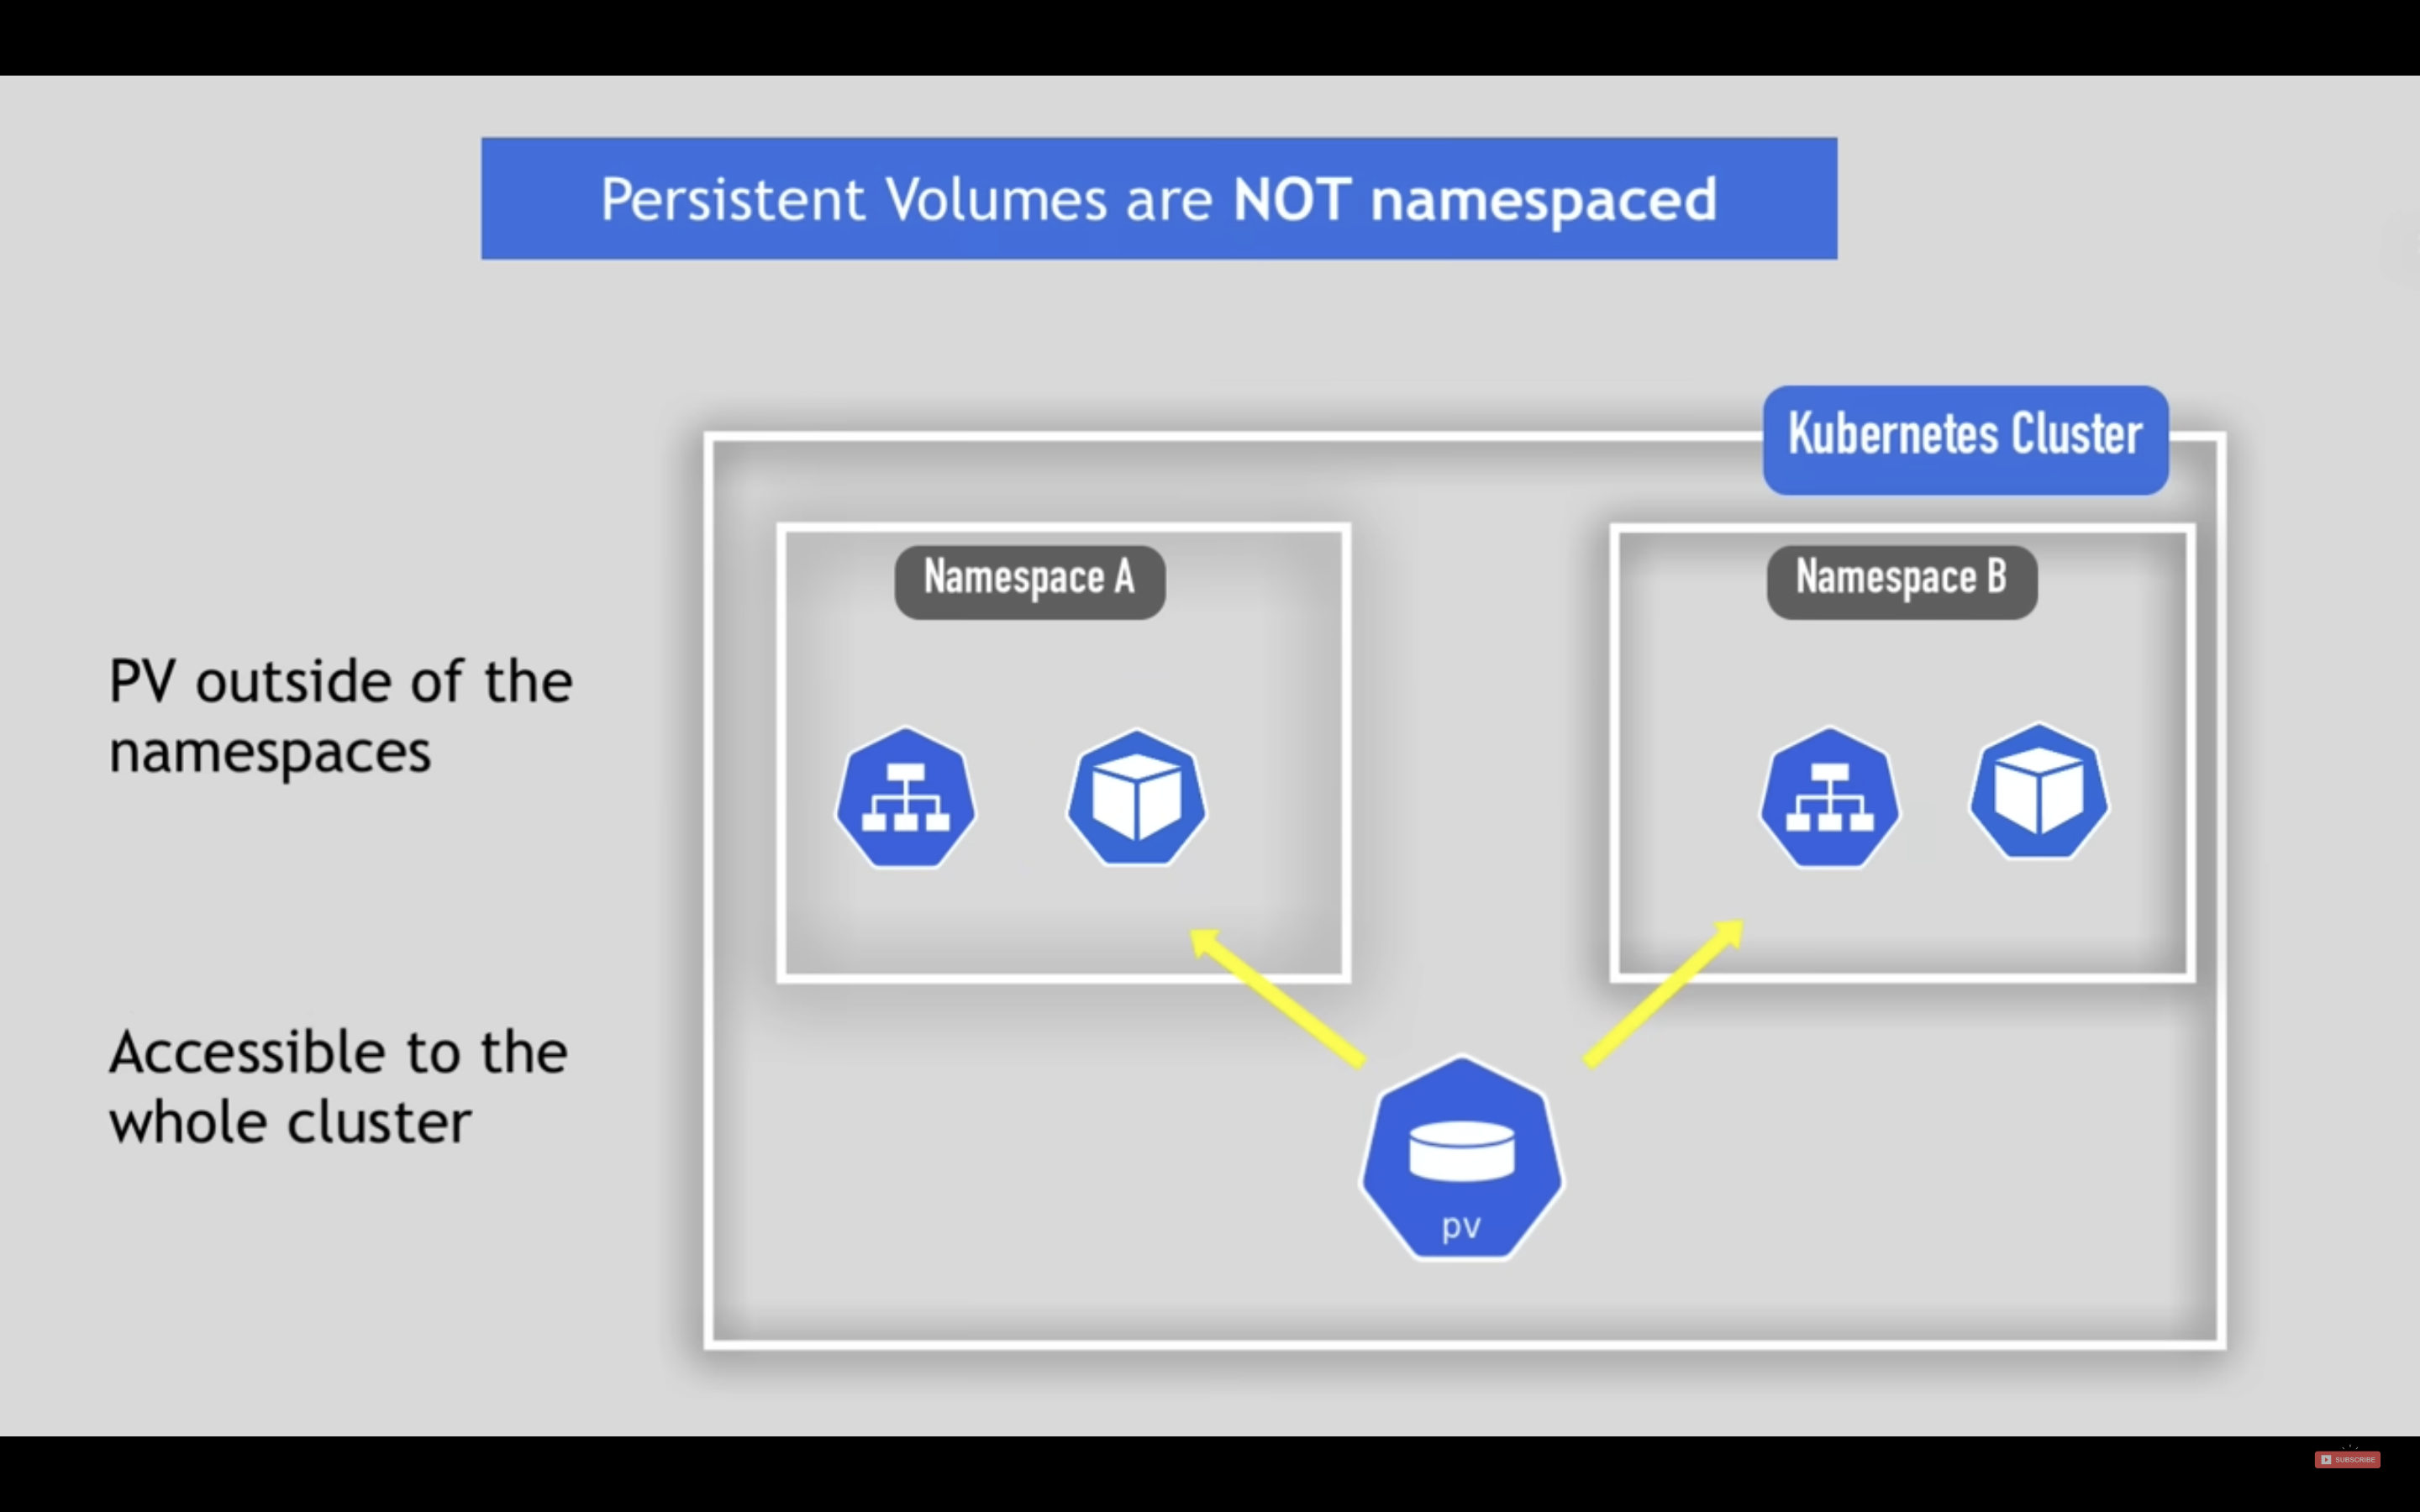 Persistent Volumes are NOT namespaced
Kubernetes Cluster
Namespace A
Namespace B
PV outside of the
namespaces
Accessible to the
whole cluster
pv
SUBSCRIBE